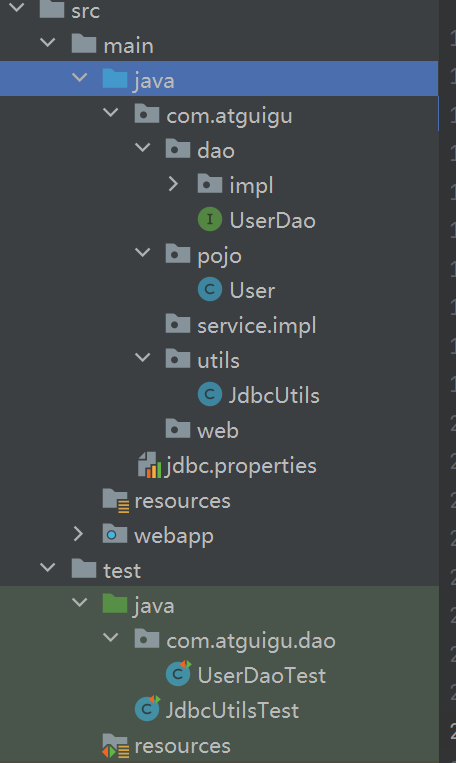 src
main
java
com.atguigu
dao
impl
I UserDao
pojo
C User
service.impl
utils
C JdbcUtils
web
jdbc.properties
resources
webapp
test
java
com.atguigu.dao
C UserDaoTest
C JdbcUtilsTest
resources